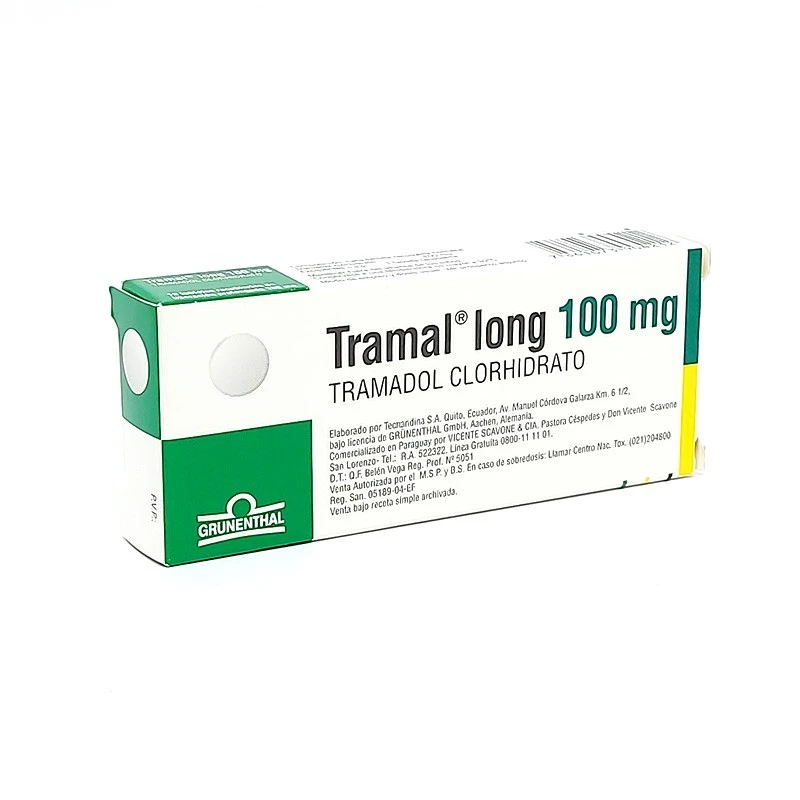 Tramal® long 100 mg
Tramal® long 100 mg
TRAMADOL CLORHIDRATO
Elaborado por Tecnandina S.A. Quito, Ecuador, Av. Manuel Córdova Galarza Km. 6 1/2,
bajo licencia de GRÜNENTHAL GmbH, Aachen, Alemania.
Comercializado en Paraguay por VICENTE SCAVONE & CIA. Pastora Céspedes y Don Vicente Scavone
San Lorenzo- Tel.: R.A. 522322. Línea Gratuita 0800-11 11 01.
D.T.: Q.F. Belén Vega Reg. Prof. Nº 5051
Venta Autorizada por el M.S.P. y B.S. En caso de sobredosis: Llamar Centro Nac. Tox. (021)204800
Reg. San. 05189-04-EF
Venta bajo receta simple archivada.
GRUNENTHAL
P.V.P.: